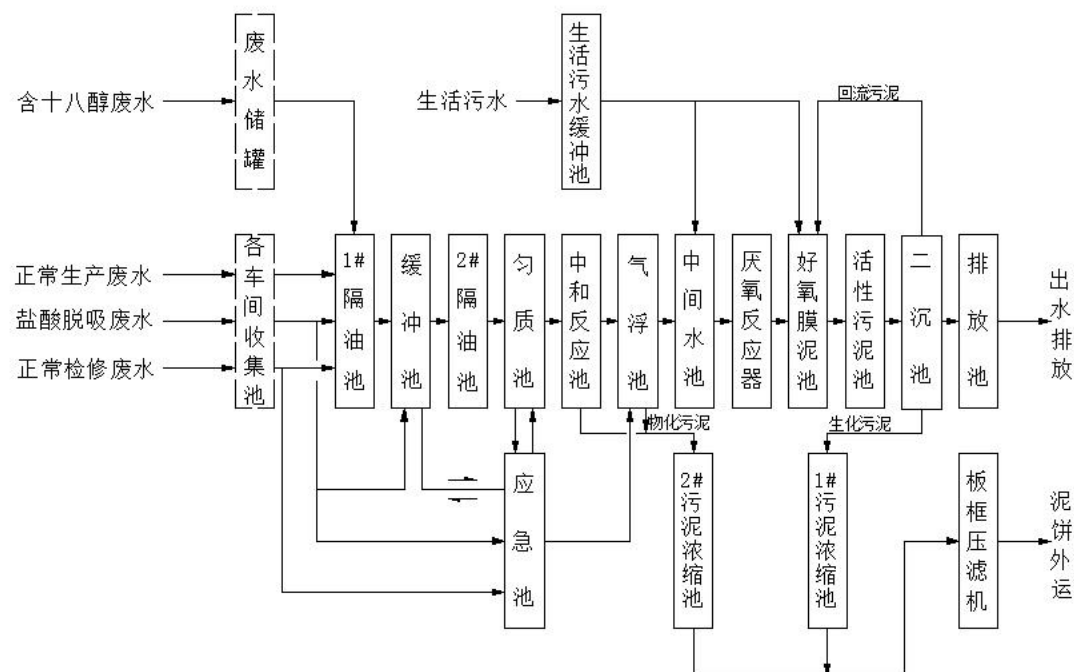 含十八醇废水
废水储罐
生活污水
生活污水缓冲池
回流污泥
正常生产废水
盐酸脱吸废水
正常检修废水
各车间收集池
1#隔油池
缓冲池
2#隔油池
匀质池
中和反应池
气浮池
中间水池
厌氧反应器
好氧膜泥池
活性污泥池
二沉池
排放池
出水排放
物化污泥
生化污泥
应急池
2#污泥浓缩池
1#污泥浓缩池
板框压滤机
泥饼外运